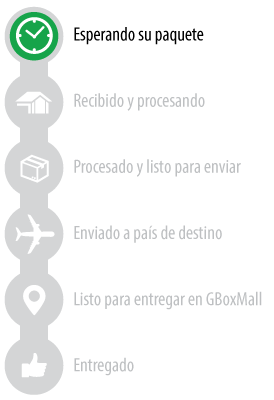 Esperando su paquete
Recibido y procesando
Procesado y listo para enviar
Enviado a país de destino
Listo para entregar en GBoxMall
Entregado